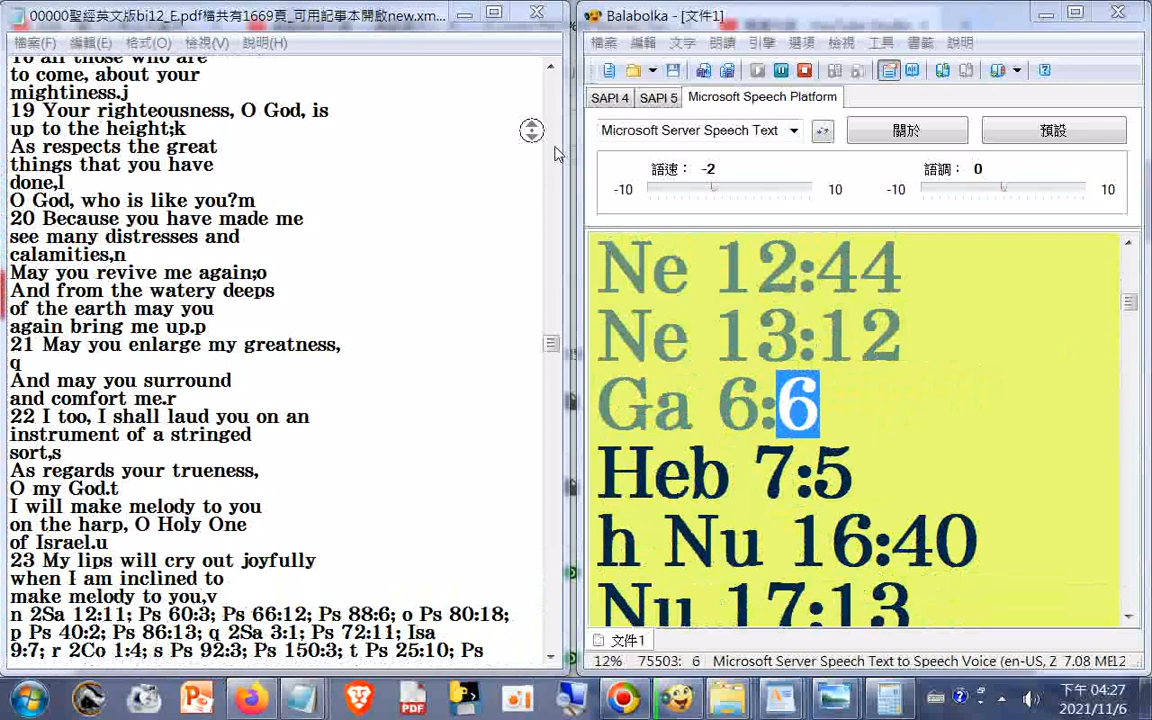 00000聖經英文版bi12_E.pdf檔共有1669頁_可用記事本開啟new.xm...
檔案(F) 編輯(E) 格式(O) 檢視(V) 說明(H)
To all those who are
to come, about your
mightiness.j
19 Your righteousness, O God, is
up to the height;k
As respects the great
things that you have
done,l
O God, who is like you?m
20 Because you have made me
see many distresses and
calamities,n
May you revive me again;o
And from the watery deeps
of the earth may you
again bring me up.p
21 May you enlarge my greatness,
q
And may you surround
and comfort me.r
22 I too, I shall laud you on an
instrument of a stringed
sort,s
As regards your trueness,
O my God.t
I will make melody to you
on the harp, O Holy One
of Israel.u
23 My lips will cry out joyfully
when I am inclined to
make melody to you,v
n 2Sa 12:11; Ps 60:3; Ps 66:12; Ps 88:6; o Ps 80:18;
p Ps 40:2; Ps 86:13; q 2Sa 3:1; Ps 72:11; Isa
9:7; r 2Co 1:4; s Ps 92:3; Ps 150:3; t Ps 25:10; Ps
Balabolka - [文件1]
檔案 編輯 文字 朗讀 引擎 選項 檢視 工具 書籤 說明
SAPI 4 SAPI 5 Microsoft Speech Platform
Microsoft Server Speech Text 關於 預設
語速: -2 語調: 0
-10 10 -10 10
Ne 12:44
Ne 13:12
Ga 6:6
Heb 7:5
h Nu 16:40
Nu 17:13
文件1
12% 75503: 6 Microsoft Server Speech Text to Speech Voice (en-US, Z 7.08 ME12
PDF
下午 04:27
2021/11/6